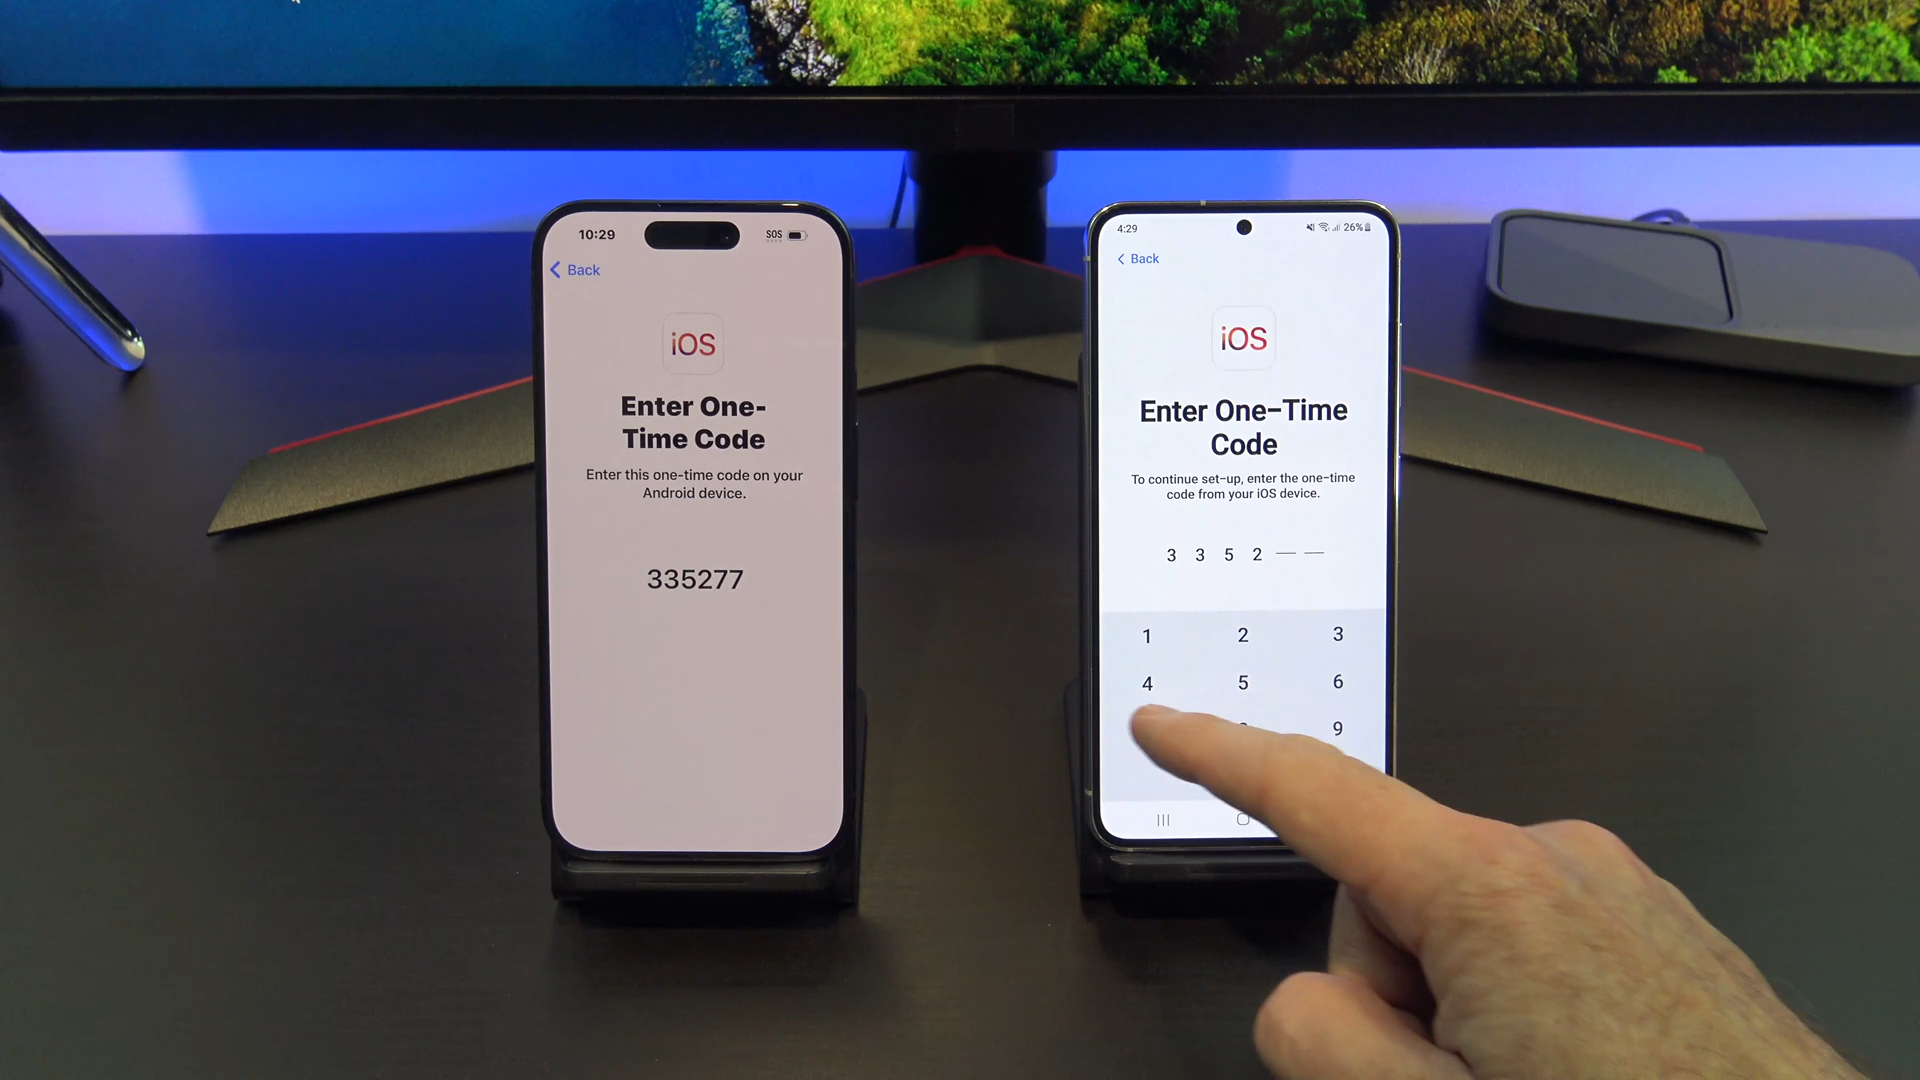 10:29
SOS
Back
iOS
Enter One-
Time Code
Enter this one-time code on your
Android device.
335277
4:29
26%
Back
iOS
Enter One-Time
Code
To continue set-up, enter the one-time
code from your iOS device.
3 3 5 2
1 2 3
4 5 6
9